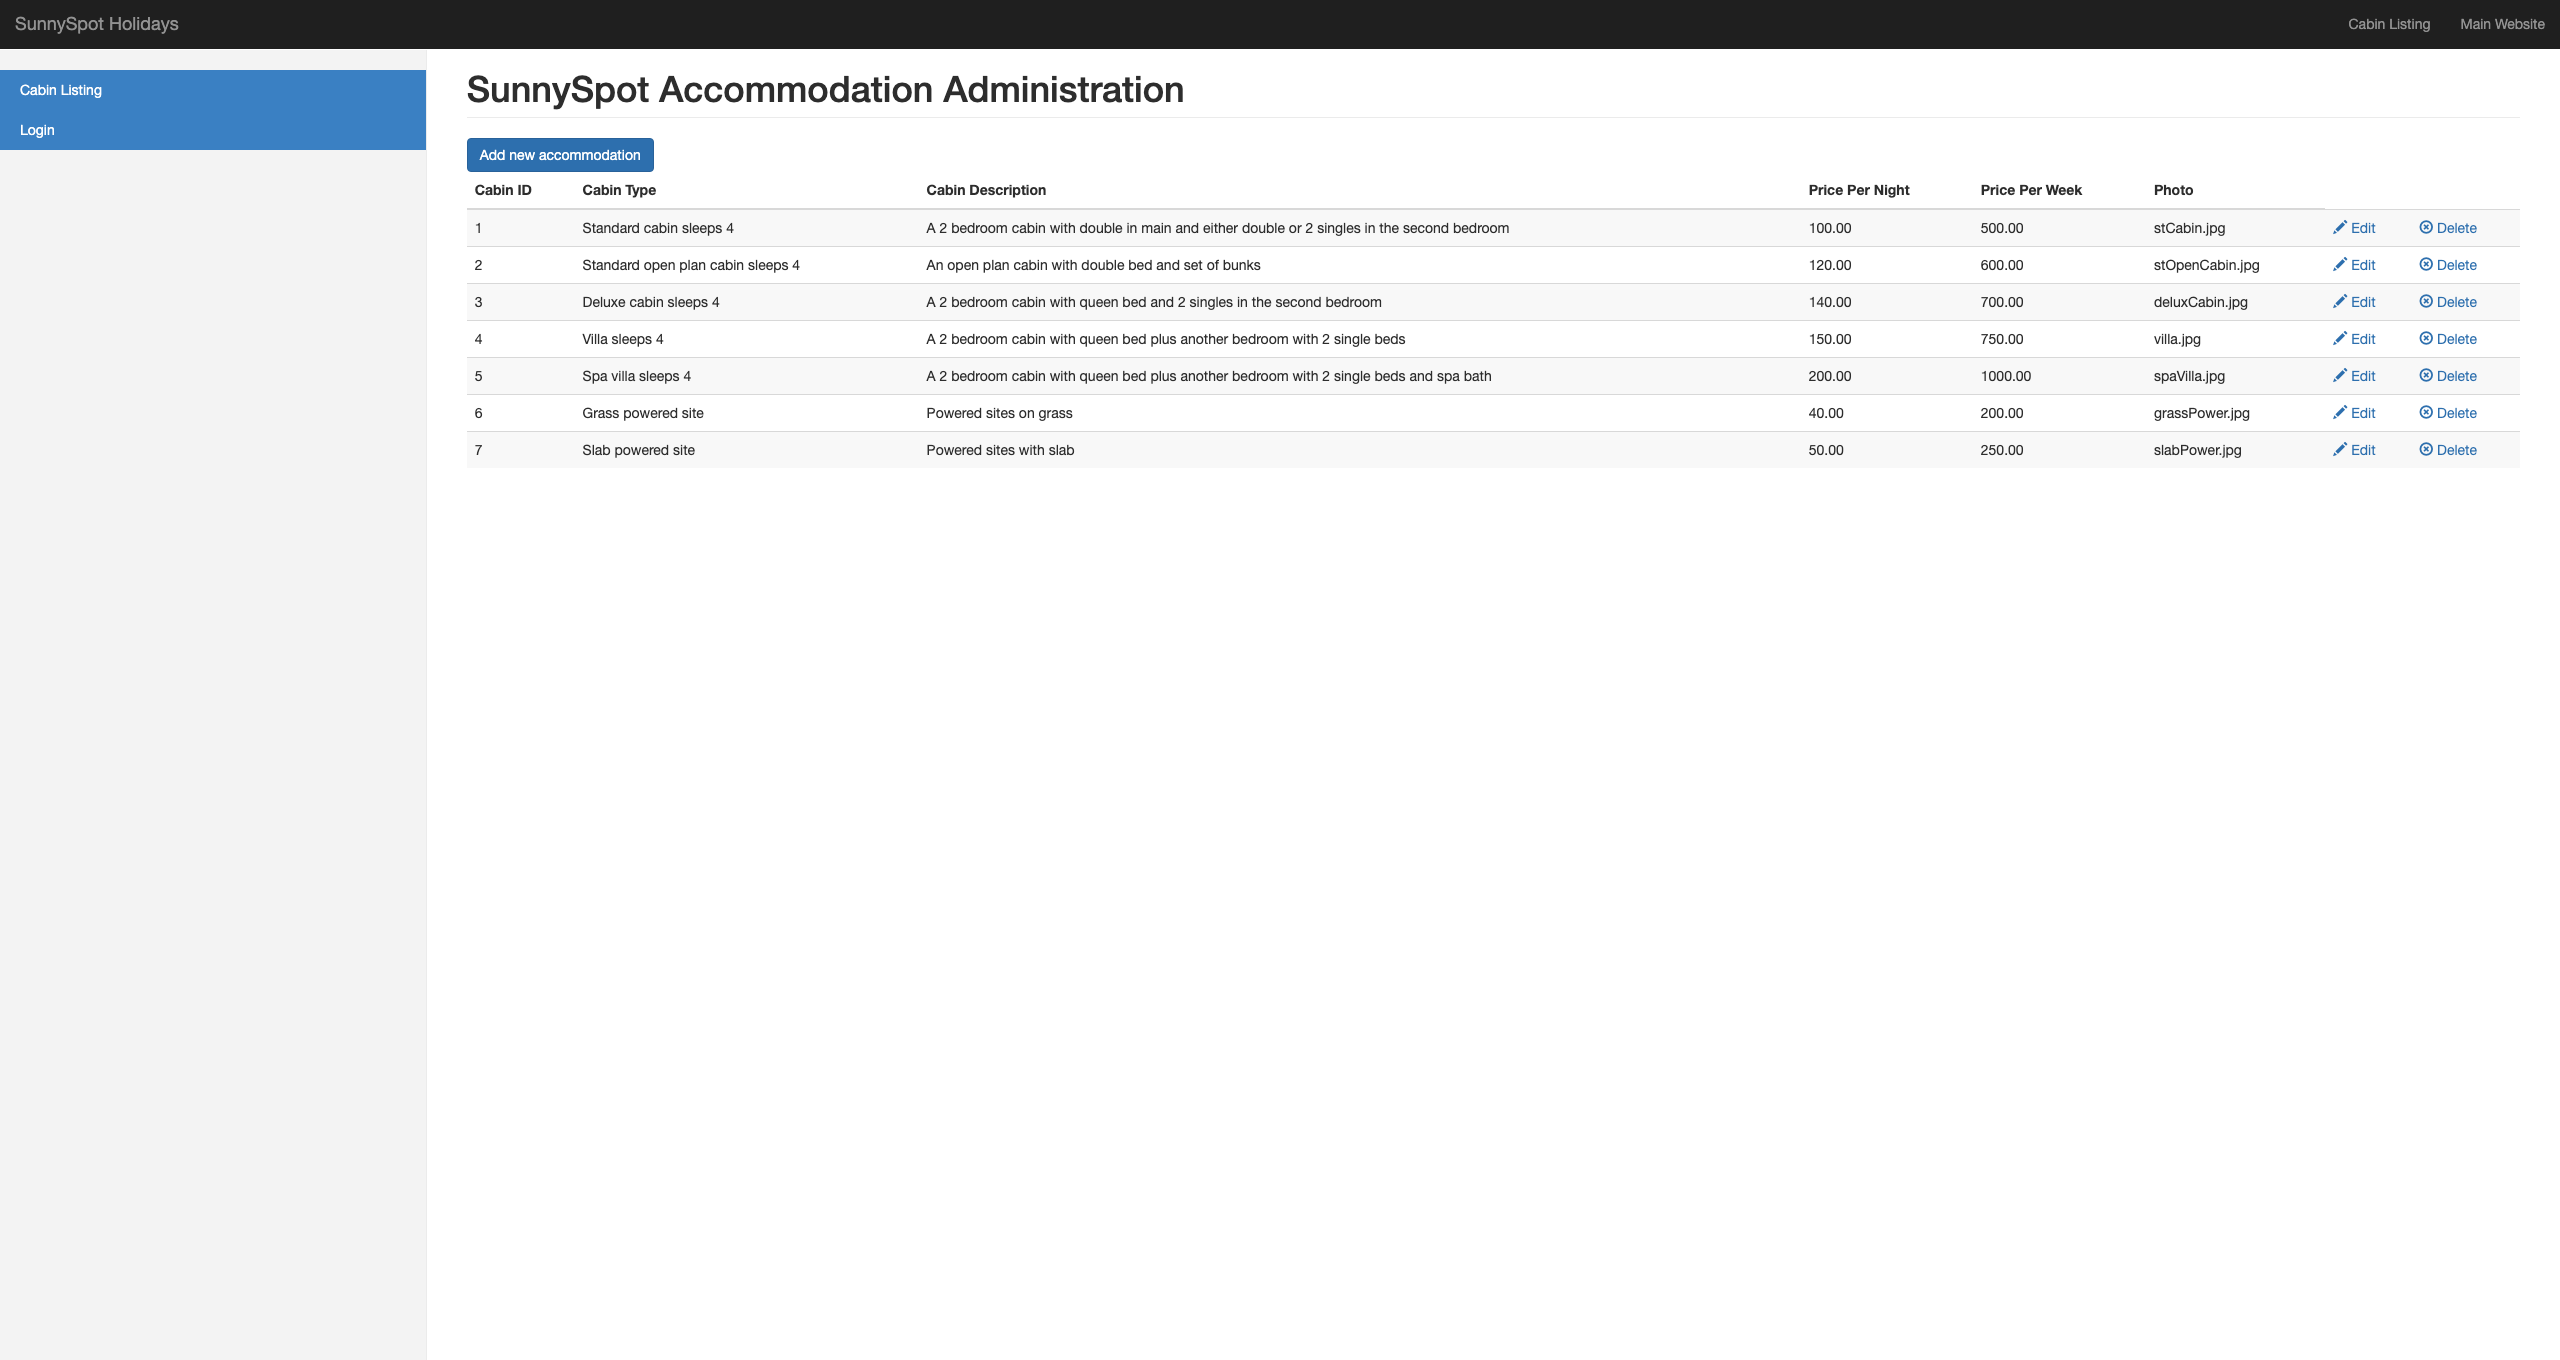 SunnySpot Holidays Cabin Listing Main Website
Cabin Listing
Login
SunnySpot Accommodation Administration
Add new accommodation
Cabin ID Cabin Type Cabin Description Price Per Night Price Per Week Photo
1 Standard cabin sleeps 4 A 2 bedroom cabin with double in main and either double or 2 singles in the second bedroom 100.00 500.00 stCabin.jpg Edit Delete
2 Standard open plan cabin sleeps 4 An open plan cabin with double bed and set of bunks 120.00 600.00 stOpenCabin.jpg Edit Delete
3 Deluxe cabin sleeps 4 A 2 bedroom cabin with queen bed and 2 singles in the second bedroom 140.00 700.00 deluxCabin.jpg Edit Delete
4 Villa sleeps 4 A 2 bedroom cabin with queen bed plus another bedroom with 2 single beds 150.00 750.00 villa.jpg Edit Delete
5 Spa villa sleeps 4 A 2 bedroom cabin with queen bed plus another bedroom with 2 single beds and spa bath 200.00 1000.00 spaVilla.jpg Edit Delete
6 Grass powered site Powered sites on grass 40.00 200.00 grassPower.jpg Edit Delete
7 Slab powered site Powered sites with slab 50.00 250.00 slabPower.jpg Edit Delete